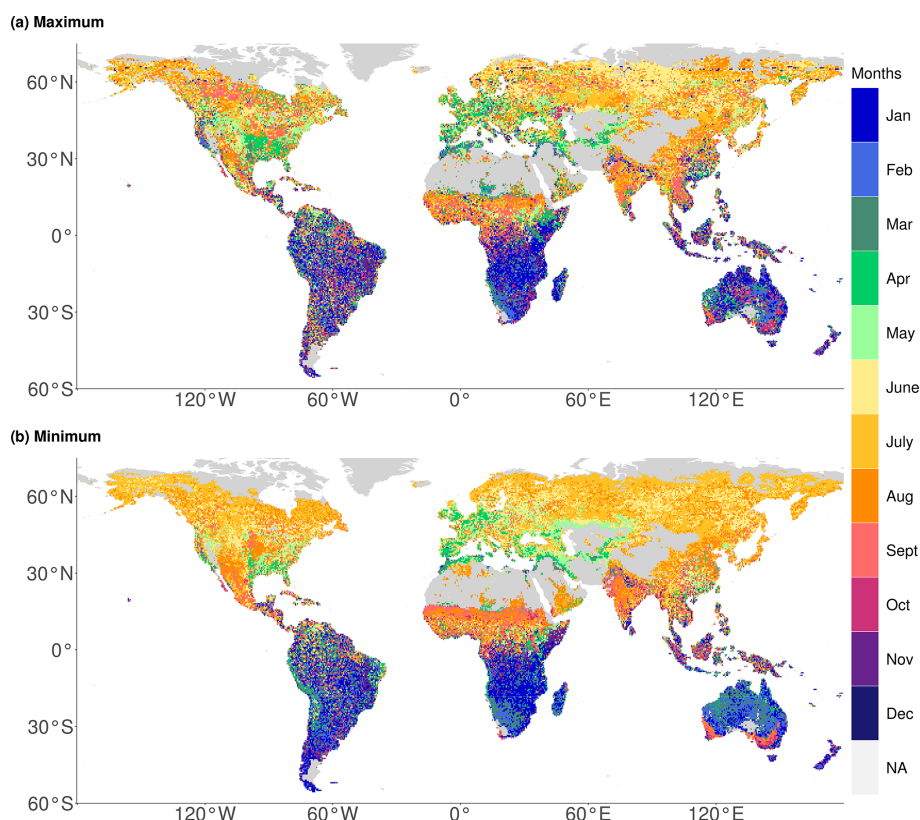 (a) Maximum
60°N
30°N
0°
30°S
60°S
120°W
60°W
0°
60°E
120°E
(b) Minimum
60°N
30°N
0°
30°S
60°S
120°W
60°W
0°
60°E
120°E
Months
Jan
Feb
Mar
Apr
May
June
July
Aug
Sept
Oct
Nov
Dec
NA